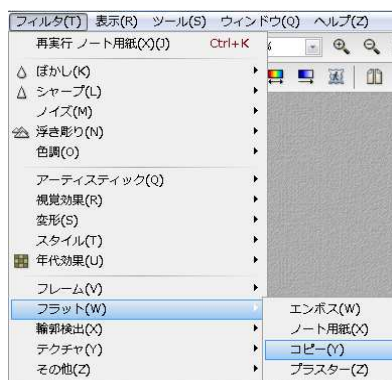 フィルタ(T) 表示(R) ツール(S) ウィンドウ(Q) ヘルプ(Z)
再実行 ノート用紙(X)(J) Ctrl+K
ぼかし(K)
シャープ(L)
ノイズ(M)
浮き彫り(N)
色調(O)
アーティスティック(Q)
視覚効果(R)
変形(S)
スタイル(T)
年代効果(U)
フレーム(V)
フラット(W)
エンボス(W)
輪郭検出(X)
ノート用紙(X)
テクチャ(Y)
コピー(Y)
その他(Z)
プラスター(Z)